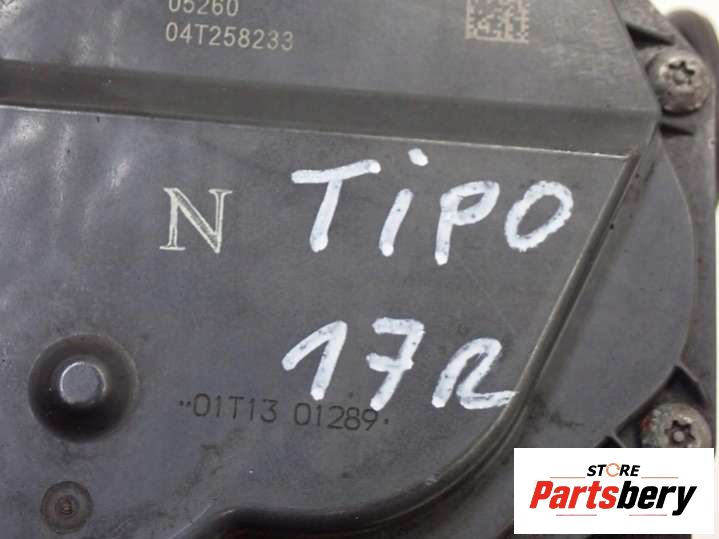 05260
04T258233
N TiPO
17R
01T13 01289
STORE
Partsbery